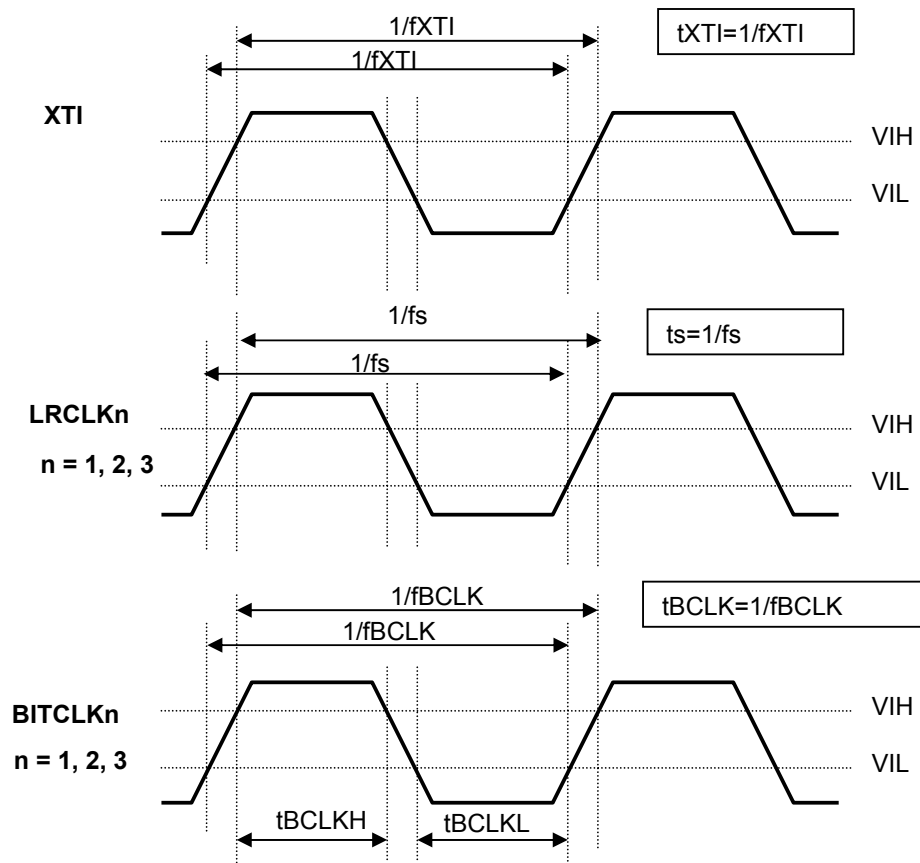 1/fXTI
tXTI=1/fXTI
1/fXTI
XTI
VIH
VIL
1/fs
ts=1/fs
1/fs
LRCLKn
VIH
n = 1, 2, 3
VIL
1/fBCLK
tBCLK=1/fBCLK
1/fBCLK
BITCLKn
VIH
n = 1, 2, 3
VIL
tBCLKH
tBCLKL